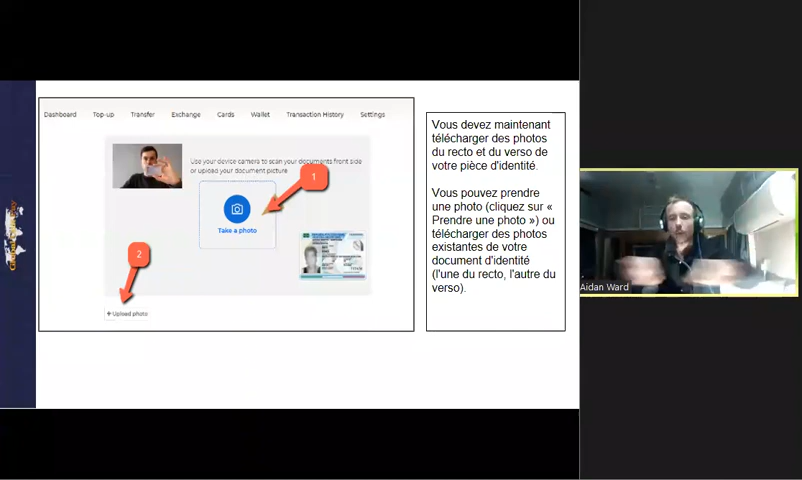 Dashboard Top-up Transfer Exchange Cards Wallet Transaction History Settings
Use your device camera to scan your documents front side
or upload your document picture
1
Take a photo
2
+ Upload photo
Vous devez maintenant
télécharger des photos
du recto et du verso de
votre pièce d'identité.
Vous pouvez prendre
une photo (cliquez sur «
Prendre une photo ») ou
télécharger des photos
existantes de votre
document d'identité
(l'une du recto, l'autre du
verso).
Aidan Ward